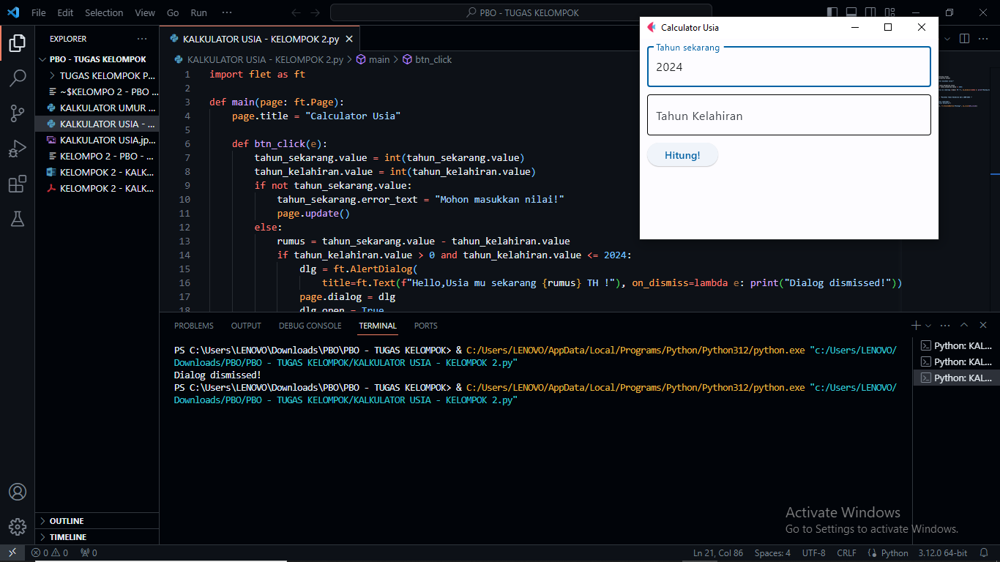 File Edit Selection View Go Run ···
PBO - TUGAS KELOMPOK
EXPLORER ···
PBO - TUGAS KELOMPOK
TUGAS KELOMPOK P...
~$KELOMPO 2 - PBO ...
KALKULATOR UMUR ...
KALKULATOR USIA - ...
KALKULATOR USIA.jp...
KELOMPO 2 - PBO - ...
KELOMPOK 2 - KALK...
KELOMPOK 2 - KALK...
OUTLINE
TIMELINE
KALKULATOR USIA - KELOMPOK 2.py
KALKULATOR USIA - KELOMPOK 2.py > main > btn_click
1 import flet as ft
2
3 def main(page: ft.Page):
4 page.title = "Calculator Usia"
5
6 def btn_click(e):
7 tahun_sekarang.value = int(tahun_sekarang.value)
8 tahun_kelahiran.value = int(tahun_kelahiran.value)
9 if not tahun_sekarang.value:
10 tahun_sekarang.error_text = "Mohon masukkan nilai!"
11 page.update()
12 else:
13 rumus = tahun_sekarang.value - tahun_kelahiran.value
14 if tahun_kelahiran.value > 0 and tahun_kelahiran.value <= 2024:
15 dlg = ft.AlertDialog(
16 title=ft.Text(f"Hello,Usia mu sekarang {rumus} TH !"), on_dismiss=lambda e: print("Dialog dismissed!"))
17 page.dialog = dlg
18 dlg.open = True
Calculator Usia
Tahun sekarang
2024
Tahun Kelahiran
Hitung!
PROBLEMS OUTPUT DEBUG CONSOLE TERMINAL PORTS
PS C:\Users\LENOVO\Downloads\PBO\PBO - TUGAS KELOMPOK> & C:/Users/LENOVO/AppData/Local/Programs/Python/Python312/python.exe "c:/Users/LENOVO/
Downloads/PBO/PBO - TUGAS KELOMPOK/KALKULATOR USIA - KELOMPOK 2.py"
Dialog dismissed!
PS C:\Users\LENOVO\Downloads\PBO\PBO - TUGAS KELOMPOK> & C:/Users/LENOVO/AppData/Local/Programs/Python/Python312/python.exe "c:/Users/LENOVO/
Downloads/PBO/PBO - TUGAS KELOMPOK/KALKULATOR USIA - KELOMPOK 2.py"
Python: KAL...
Python: KAL...
Python: KAL...
Activate Windows
Go to Settings to activate Windows.
0 0 0
Ln 21, Col 86 Spaces: 4 UTF-8 CRLF Python 3.12.0 64-bit